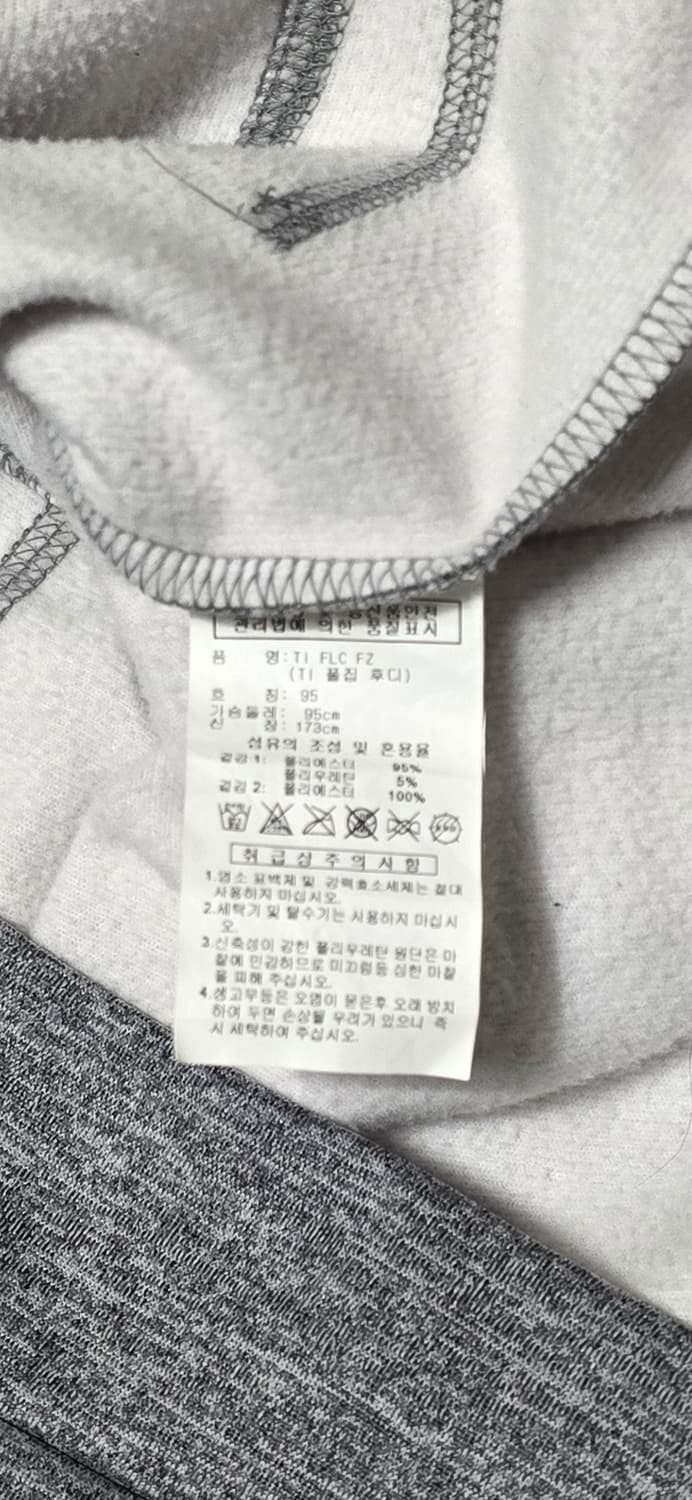 관리법에 의한 품질표시
품 명: TI FLC FZ
(TI 풀집 후디)
호 칭: 95
가슴둘레: 95cm
신 장: 173cm
섬유의 조성 및 혼용율
겉감 1: 폴리에스터 95%
폴리우레탄 5%
겉감 2: 폴리에스터 100%
취 급 상 주 의 사 항
1.염소 표백제 및 강력효소세제는 절대
사용하지 마십시오.
2.세탁기 및 탈수기는 사용하지 마십시
오.
3.신축성이 강한 폴리우레탄 원단은 마
찰에 민감하므로 미끄럼등 심한 마찰
을 피해 주십시오.
4.생고무등은 오염이 묻은후 오래 방치
하여 두면 손상될 우려가 있으니 즉
시 세탁하여 주십시오.